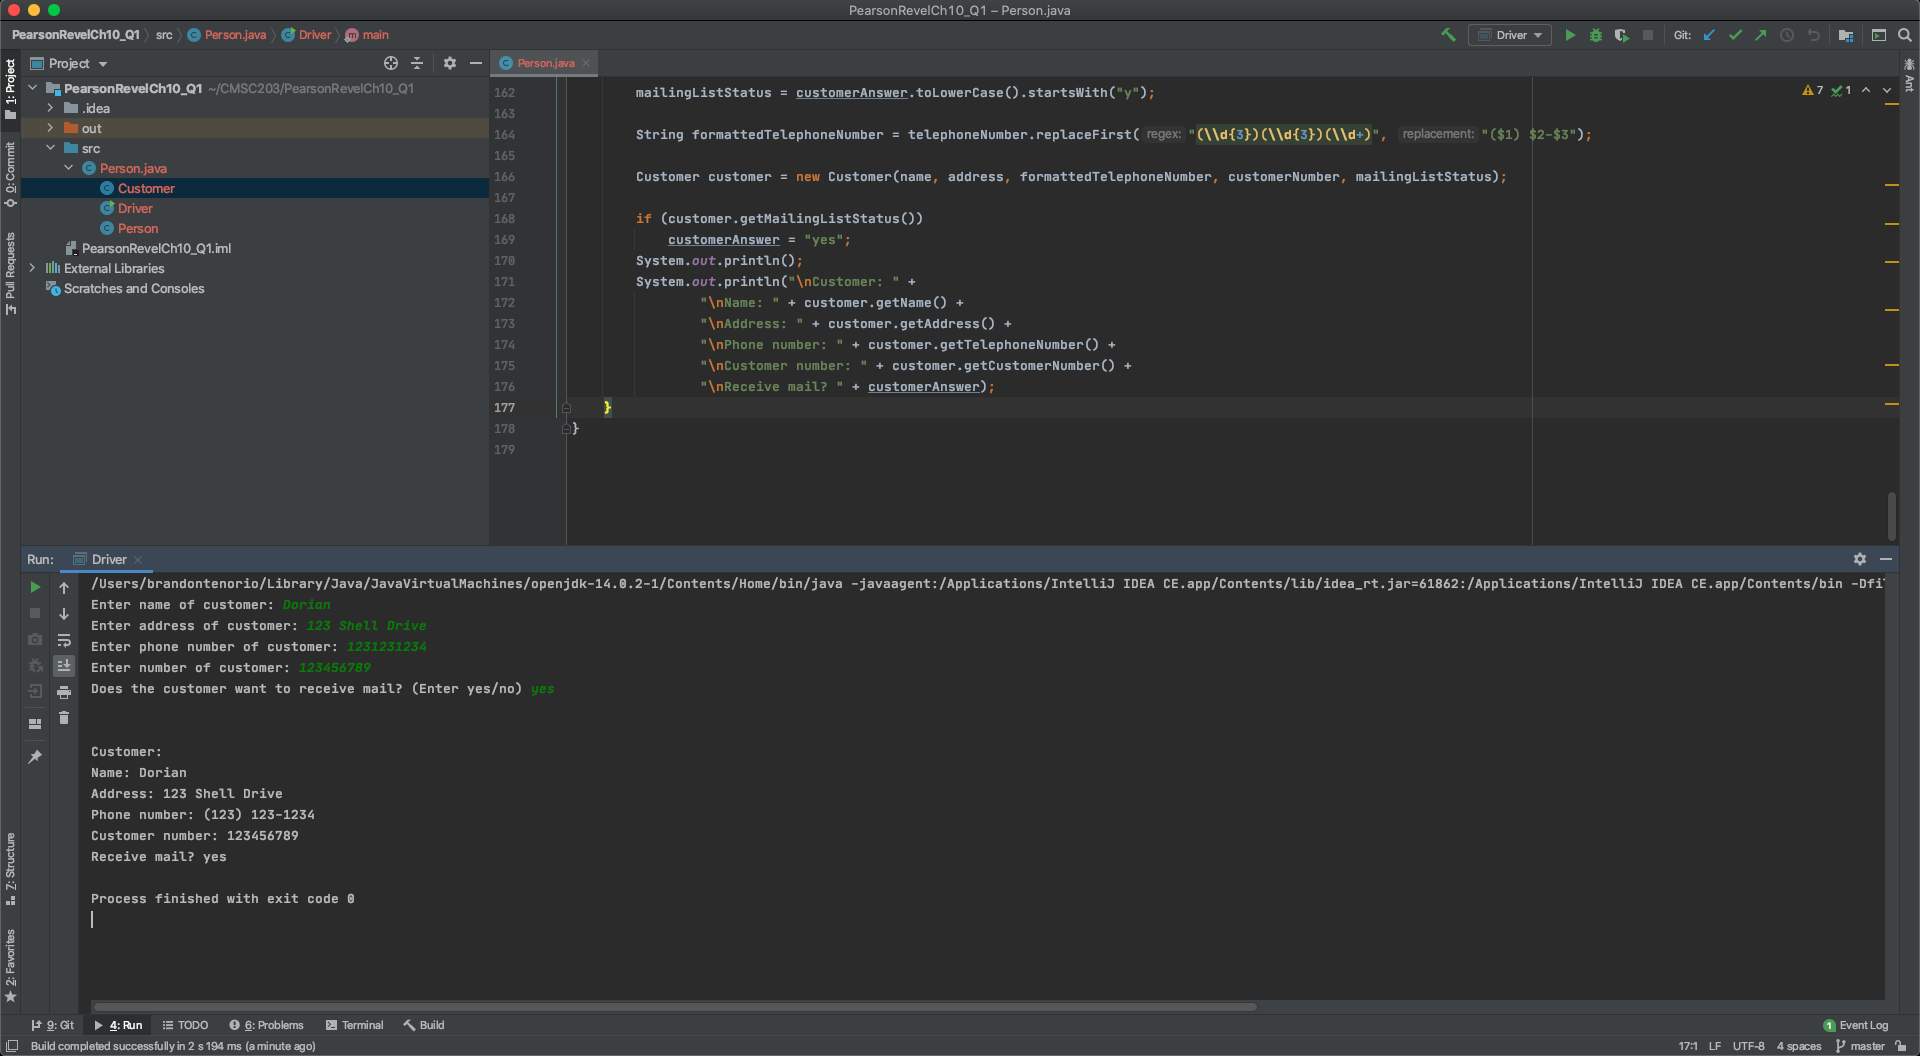 PearsonRevelCh10_Q1 – Person.java
PearsonRevelCh10_Q1 src Person.java Driver main Driver Git:
Project
Person.java
1: Project
0: Commit
Pull Requests
Z: Structure
2: Favorites
Ant
PearsonRevelCh10_Q1 ~/CMSC203/PearsonRevelCh10_Q1
.idea
out
src
Person.java
Customer
Driver
Person
PearsonRevelCh10_Q1.iml
External Libraries
Scratches and Consoles
7 1
162 mailingListStatus = customerAnswer.toLowerCase().startsWith("y");
163
164 String formattedTelephoneNumber = telephoneNumber.replaceFirst( regex: "(\\d{3})(\\d{3})(\\d+)", replacement: "($1) $2-$3");
165
166 Customer customer = new Customer(name, address, formattedTelephoneNumber, customerNumber, mailingListStatus);
167
168 if (customer.getMailingListStatus())
169 customerAnswer = "yes";
170 System.out.println();
171 System.out.println("\nCustomer: " +
172 "\nName: " + customer.getName() +
173 "\nAddress: " + customer.getAddress() +
174 "\nPhone number: " + customer.getTelephoneNumber() +
175 "\nCustomer number: " + customer.getCustomerNumber() +
176 "\nReceive mail? " + customerAnswer);
177 }
178 }
179
Run: Driver
/Users/brandontenorio/Library/Java/JavaVirtualMachines/openjdk-14.0.2-1/Contents/Home/bin/java -javaagent:/Applications/IntelliJ IDEA CE.app/Contents/lib/idea_rt.jar=61862:/Applications/IntelliJ IDEA CE.app/Contents/bin -Dfi
Enter name of customer: Dorian
Enter address of customer: 123 Shell Drive
Enter phone number of customer: 1231231234
Enter number of customer: 123456789
Does the customer want to receive mail? (Enter yes/no) yes
Customer:
Name: Dorian
Address: 123 Shell Drive
Phone number: (123) 123-1234
Customer number: 123456789
Receive mail? yes
Process finished with exit code 0
9: Git 4: Run TODO 6: Problems Terminal Build 1 Event Log
Build completed successfully in 2 s 194 ms (a minute ago) 17:1 LF UTF-8 4 spaces master